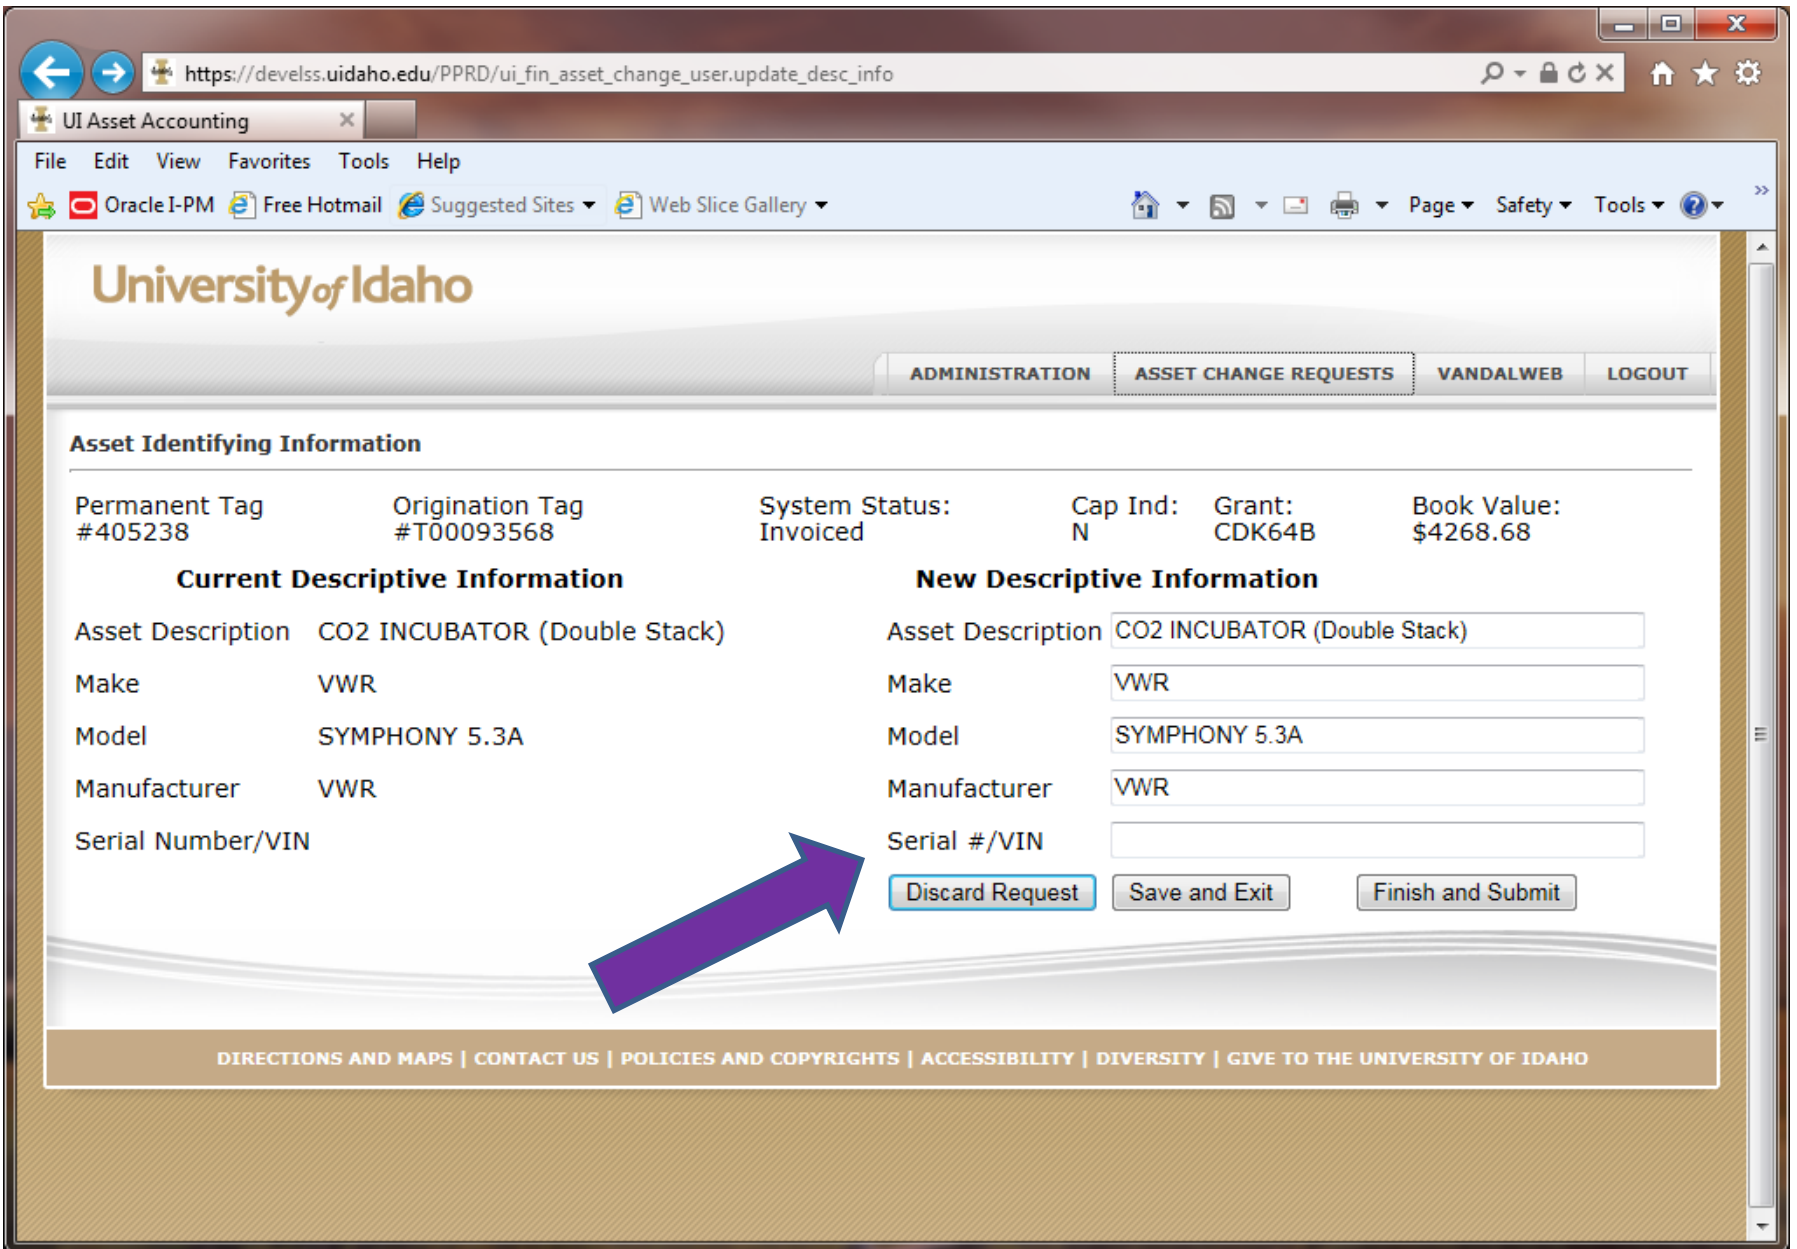 https://develss.uidaho.edu/PPRD/ui_fin_asset_change_user.update_desc_info
UI Asset Accounting
File Edit View Favorites Tools Help
Oracle I-PM Free Hotmail Suggested Sites Web Slice Gallery Page Safety Tools
University of Idaho
ADMINISTRATION ASSET CHANGE REQUESTS VANDALWEB LOGOUT
Asset Identifying Information
Permanent Tag Origination Tag System Status: Cap Ind: Grant: Book Value:
#405238 #T00093568 Invoiced N CDK64B $4268.68
Current Descriptive Information New Descriptive Information
Asset Description CO2 INCUBATOR (Double Stack) Asset Description CO2 INCUBATOR (Double Stack)
Make VWR Make VWR
Model SYMPHONY 5.3A Model SYMPHONY 5.3A
Manufacturer VWR Manufacturer VWR
Serial Number/VIN Serial #/VIN
Discard Request Save and Exit Finish and Submit
DIRECTIONS AND MAPS | CONTACT US | POLICIES AND COPYRIGHTS | ACCESSIBILITY | DIVERSITY | GIVE TO THE UNIVERSITY OF IDAHO